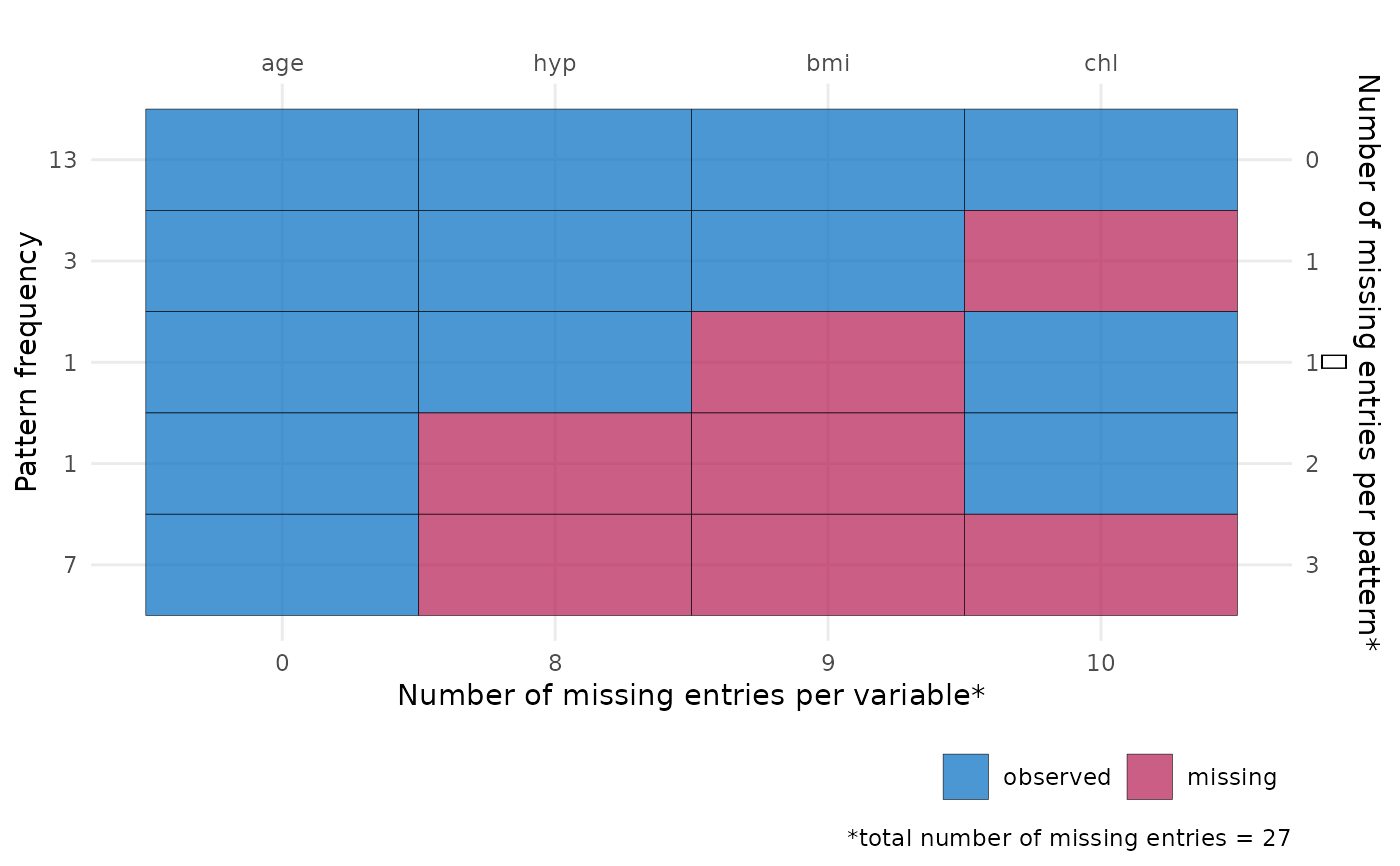 age hyp bmi chl
13 0
3 1
1 1
1 2
7 3
Pattern frequency
Number of missing entries per pattern*
0 8 9 10
Number of missing entries per variable*
observed missing
*total number of missing entries = 27